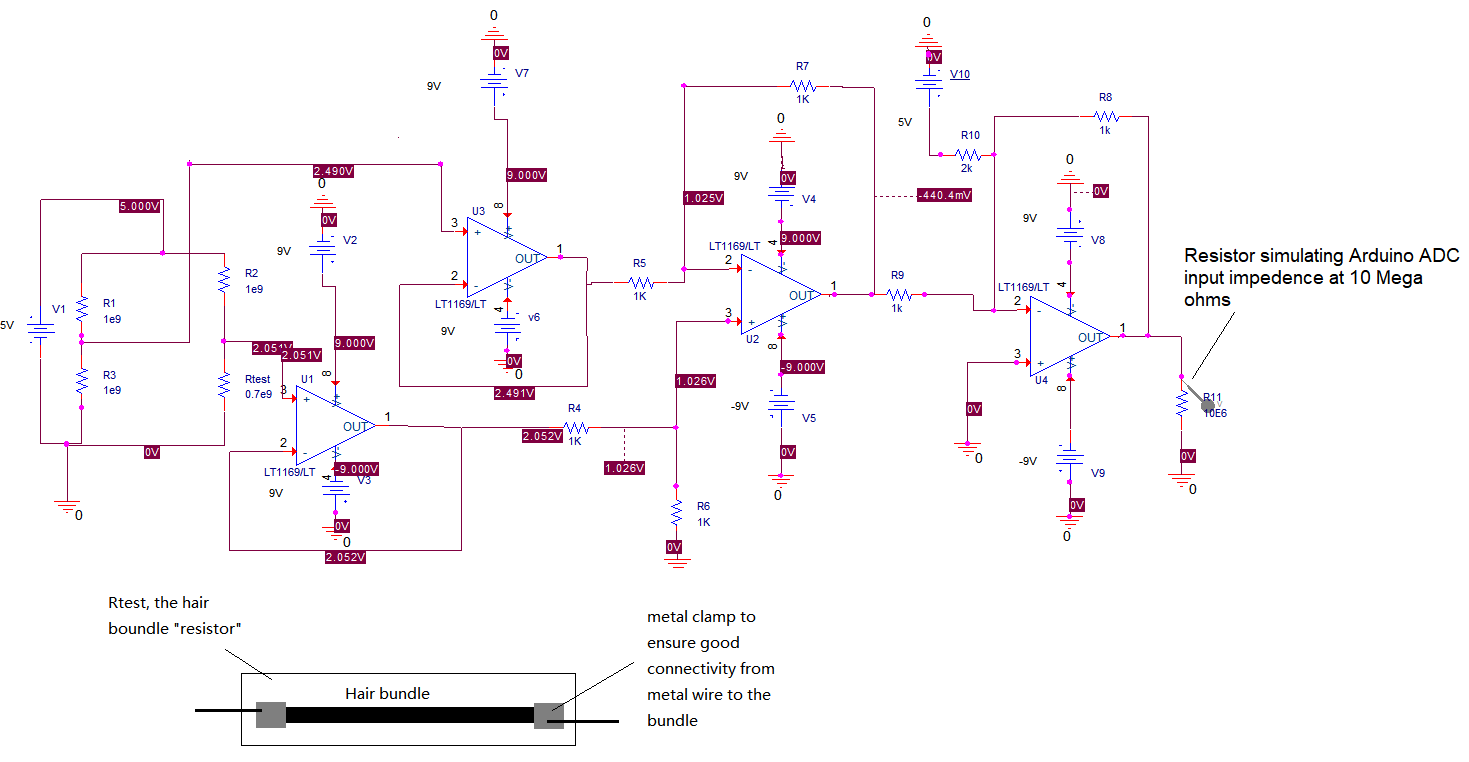 0
0V
V7
9V
9.000V
0
0V
V10
5V
R10
2k
R8
1k
R7
1K
0
0V
9V
V4
9.000V
4
1.025V
-440.4mV
0
0V
9V
V8
2.490V
0
0V
V2
9V
5.000V
8
U3
3
+
V+
OUT
1
2
-
V-
LT1169/LT
4
9V
v6
0V
0
2.491V
R5
1K
LT1169/LT
2
-
V-
OUT
1
3
+
V+
U2
8
-9.000V
-9V
V5
0V
0
R9
1k
LT1169/LT
4
2
-
V-
OUT
1
3
+
V+
U4
8
0V
0
-9V
V9
0V
0
Resistor simulating Arduino ADC
input impedence at 10 Mega
ohms
R11
10E6
V
0V
0
5V
V1
R1
1e9
R2
1e9
R3
1e9
Rtest
0.7e9
0V
0
2.051V
2.051V
9.000V
8
U1
3
+
V+
OUT
1
2
-
V-
LT1169/LT
-9.000V
4
V3
9V
0V
0
2.052V
2.052V
R4
1K
1.026V
1.026V
R6
1K
0V
Rtest, the hair
boundle "resistor"
Hair bundle
metal clamp to
ensure good
connectivity from
metal wire to the
bundle